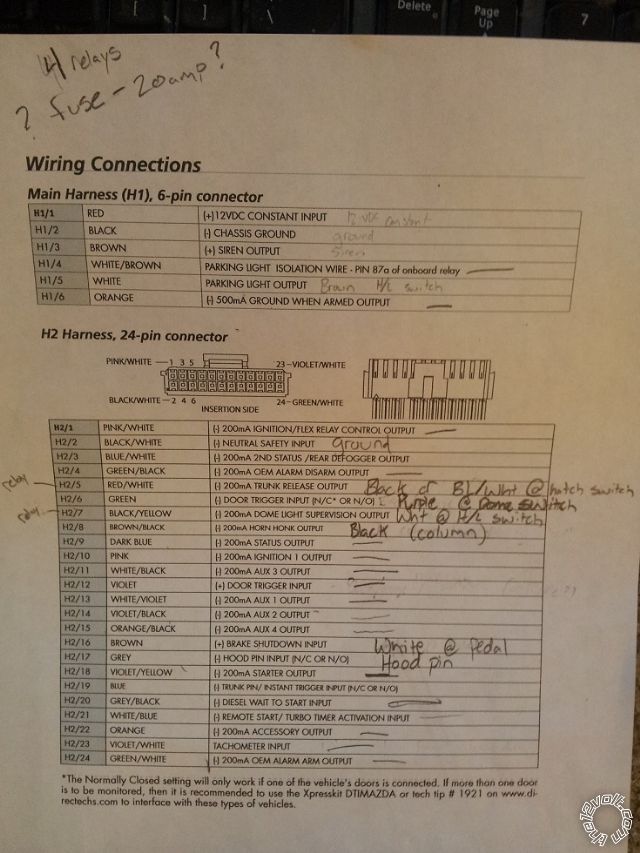 Delete
Page
Up
7
4 relays
? fuse - 20amp?
Wiring Connections
Main Harness (H1), 6-pin connector
H1/1 RED (+)12VDC CONSTANT INPUT 12 VDC constant
H1/2 BLACK (-) CHASSIS GROUND ground
H1/3 BROWN (+) SIREN OUTPUT Siren
H1/4 WHITE/BROWN PARKING LIGHT ISOLATION WIRE - PIN 87a of onboard relay
H1/5 WHITE PARKING LIGHT OUTPUT Brown H/L switch
H1/6 ORANGE (-) 500mA GROUND WHEN ARMED OUTPUT
H2 Harness, 24-pin connector
PINK/WHITE 1 3 5 23 VIOLET/WHITE
BLACK/WHITE 2 4 6 24 GREEN/WHITE
INSERTION SIDE
H2/1 PINK/WHITE (-) 200mA IGNITION/FLEX RELAY CONTROL OUTPUT
H2/2 BLACK/WHITE (-) NEUTRAL SAFETY INPUT ground
H2/3 BLUE/WHITE (-) 200mA 2ND STATUS /REAR DEFOGGER OUTPUT
H2/4 GREEN/BLACK (-) 200mA OEM ALARM DISARM OUTPUT
relay H2/5 RED/WHITE (-) 200mA TRUNK RELEASE OUTPUT Black or Bl/wht @ hatch switch
H2/6 GREEN (-) DOOR TRIGGER INPUT (N/C* OR N/O) Purple @ Dome switch
relay H2/7 BLACK/YELLOW (-) 200mA DOME LIGHT SUPERVISION OUTPUT Wht @ H/L switch
H2/8 BROWN/BLACK (-) 200mA HORN HONK OUTPUT Black (column)
H2/9 DARK BLUE (-) 200mA STATUS OUTPUT
H2/10 PINK (-) 200mA IGNITION 1 OUTPUT
H2/11 WHITE/BLACK (-) 200mA AUX 3 OUTPUT
H2/12 VIOLET (+) DOOR TRIGGER INPUT
H2/13 WHITE/VIOLET (-) 200mA AUX 1 OUTPUT
H2/14 VIOLET/BLACK (-) 200mA AUX 2 OUTPUT
H2/15 ORANGE/BLACK (-) 200mA AUX 4 OUTPUT
H2/16 BROWN (+) BRAKE SHUTDOWN INPUT White @ pedal
H2/17 GREY (-) HOOD PIN INPUT (N/C OR N/O) Hood pin
H2/18 VIOLET/YELLOW (-) 200mA STARTER OUTPUT
H2/19 BLUE (-) TRUNK PIN/ INSTANT TRIGGER INPUT (N/C OR N/O)
H2/20 GREY/BLACK (-) DIESEL WAIT TO START INPUT
H2/21 WHITE/BLUE (-) REMOTE START/ TURBO TIMER ACTIVATION INPUT
H2/22 ORANGE (-) 200mA ACCESSORY OUTPUT
H2/23 VIOLET/WHITE TACHOMETER INPUT
H2/24 GREEN/WHITE (-) 200mA OEM ALARM ARM OUTPUT
*The Normally Closed setting will only work if one of the vehicle's doors is connected. If more than one door
is to be monitored, then it is recommended to use the Xpresskit DTIMAZDA or tech tip # 1921 on www.di-
rectechs.com to interface with these types of vehicles.
the12volt.com